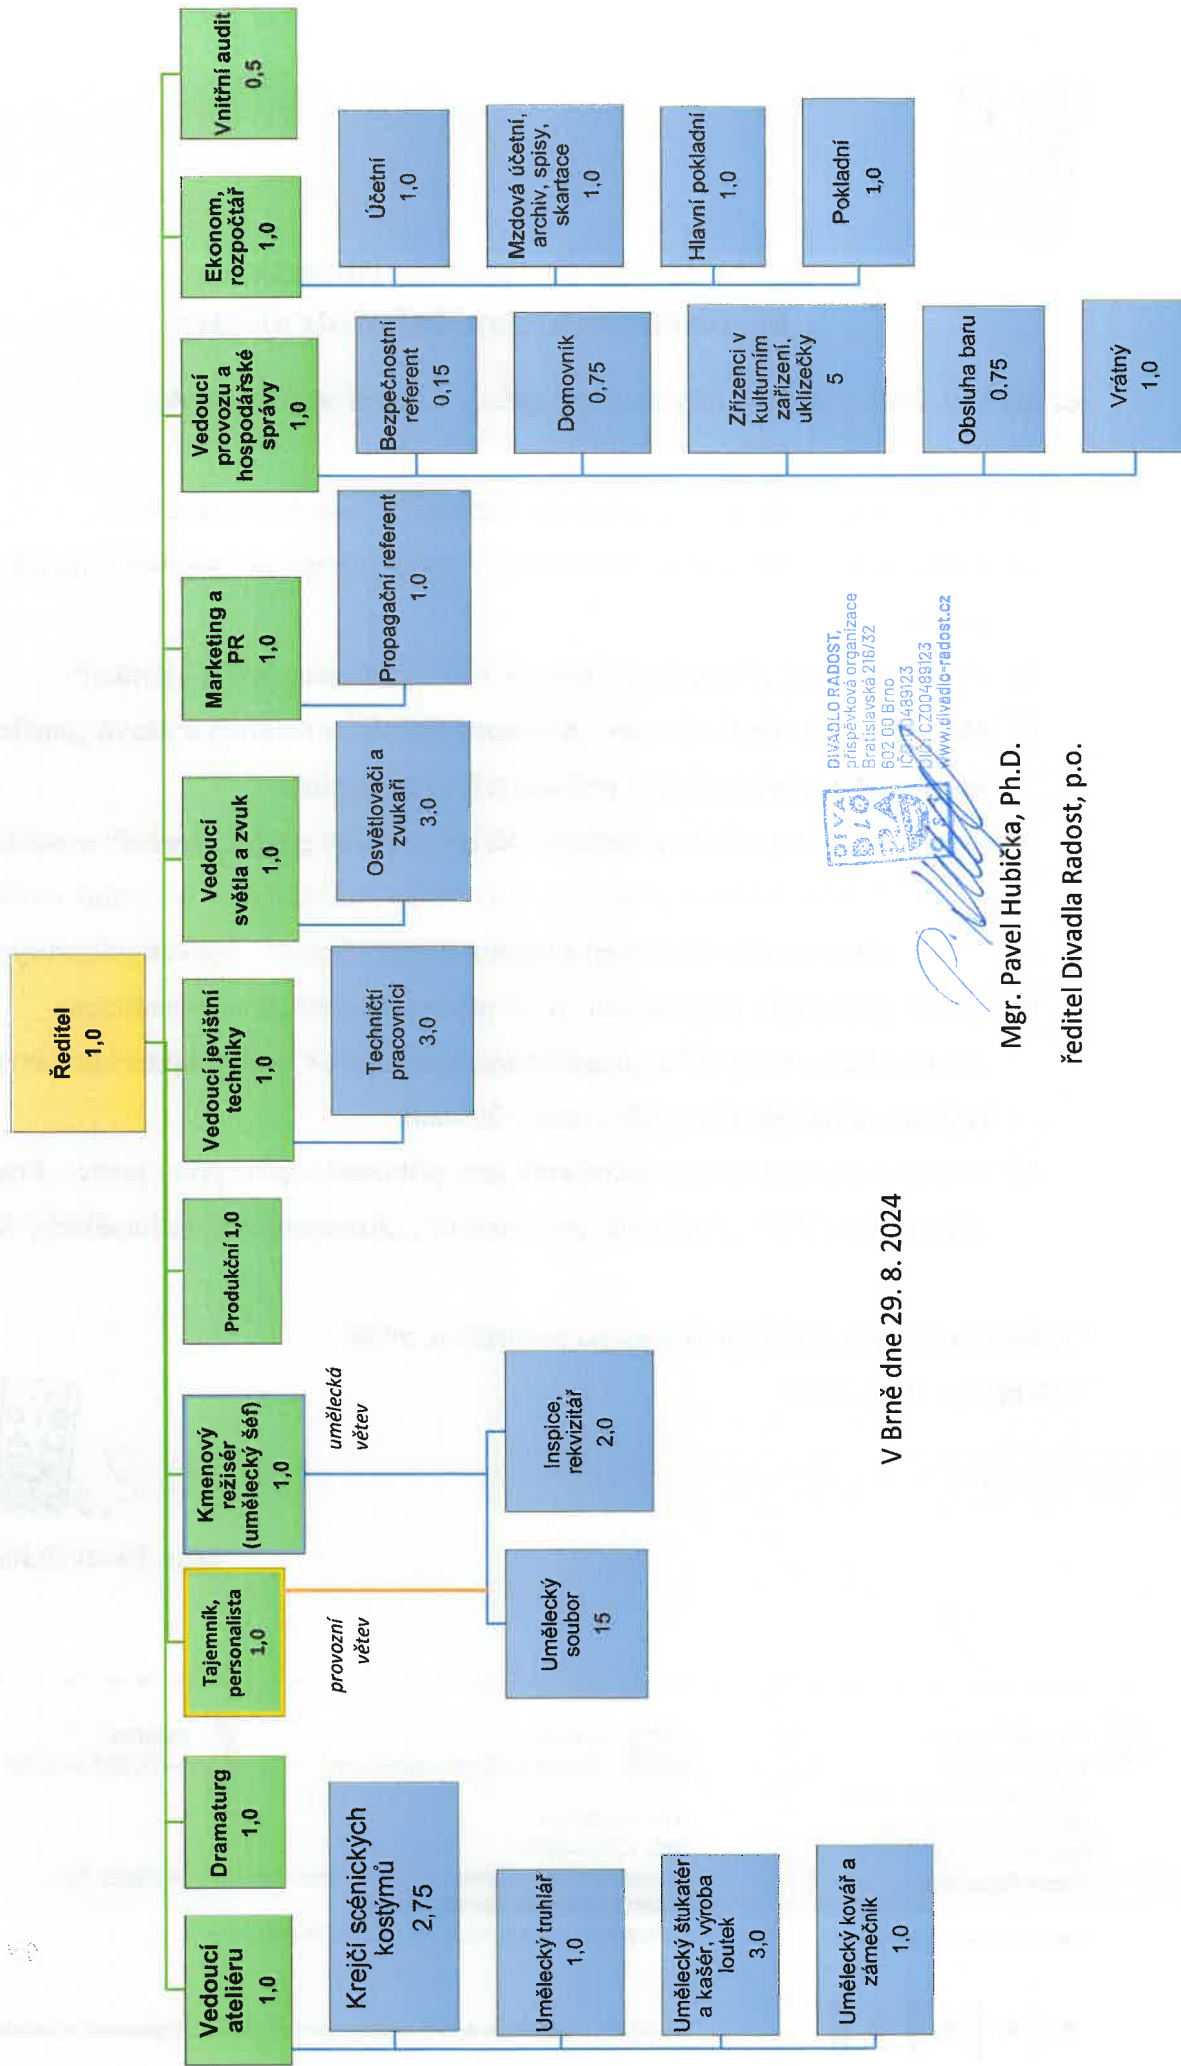 Ředitel
1,0
Vedoucí
ateliéru
1,0
Dramaturg
1,0
Tajemník,
personalista
1,0
Kmenový
režisér
(umělecký šéf)
1,0
Produkční 1,0
Vedoucí jevištní
techniky
1,0
Vedoucí
světla a zvuk
1,0
Marketing a
PR
1,0
Vedoucí
provozu a
hospodářské
správy
1,0
Ekonom,
rozpočtář
1,0
Vnitřní audit
0,5
Krejčí scénických
kostýmů
2,75
Umělecký truhlář
1,0
Umělecký štukatéři
a kašér, výroba
loutek
3,0
Umělecký kovář a
zámečník
1,0
provozní
větev
umělecká
větev
Umělecký
soubor
15
Inspice,
rekvizitář
2,0
Techničtí
pracovníci
3,0
Osvětlovači a
zvukaři
3,0
Propagační referent
1,0
Bezpečnostní
referent
0,15
Domovník
0,75
Zřízenci v
kulturním
zařízení,
uklízečky
5
Obsluha baru
0,75
Vrátný
1,0
Účetní
1,0
Mzdová účetní,
archiv, spisy,
skartace
1,0
Hlavní pokladní
1,0
Pokladní
1,0
V Brně dne 29. 8. 2024
DIVADLO RADOST,
příspěvková organizace
Bratislavská 216/32
602 00 Brno
IČO: 00489123
DIČ: CZ00489123
www.divadlo-radost.cz
Mgr. Pavel Hubička, Ph.D.
ředitel Divadla Radost, p.o.